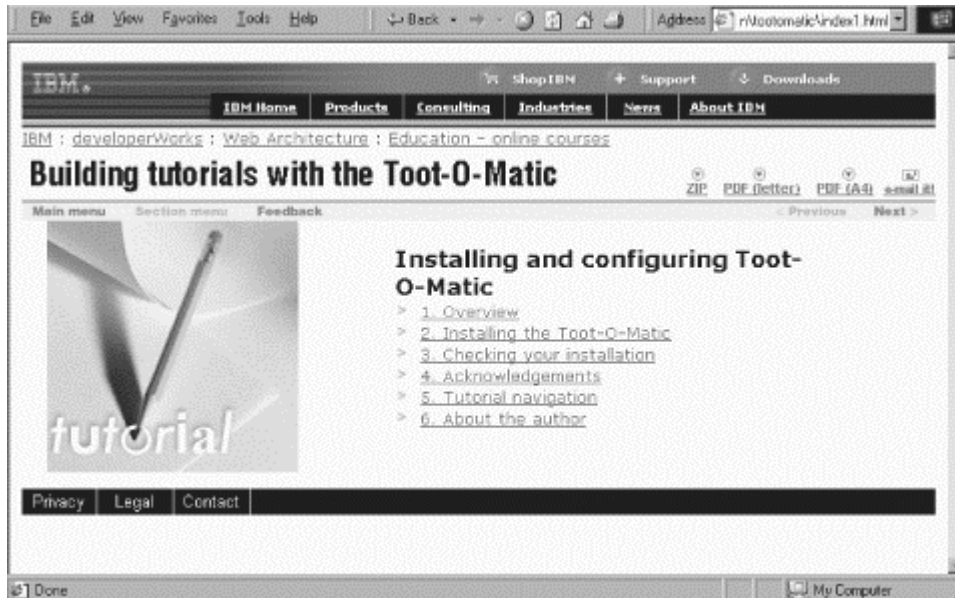 File Edit View Favorites Tools Help Back Address r\tootomatic\index1.html
IBM. ShopIBM + Support Downloads
IBM Home Products Consulting Industries News About IBM
IBM : developerWorks : Web Architecture : Education – online courses
Building tutorials with the Toot-O-Matic
ZIP PDF (letter) PDF (A4) e-mail it!
Main menu Section menu Feedback < Previous Next >
Installing and configuring Toot-
O-Matic
> 1. Overview
> 2. Installing the Toot-O-Matic
> 3. Checking your installation
> 4. Acknowledgements
> 5. Tutorial navigation
> 6. About the author
tutorial
Privacy Legal Contact
Done My Computer